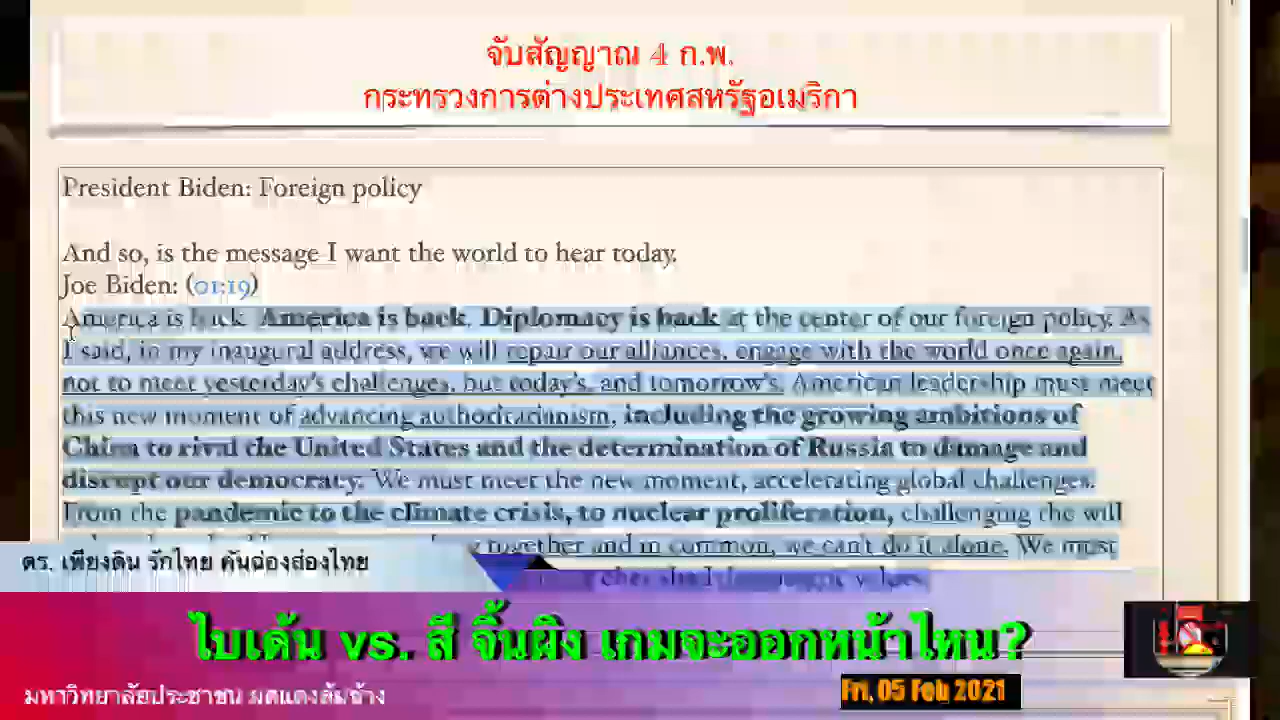 จับสัญญาณ 4 ก.พ.
กระทรวงการต่างประเทศสหรัฐอเมริกา
President Biden: Foreign policy
And so, is the message I want the world to hear today.
Joe Biden: (01:19)
America is back. America is back. Diplomacy is back at the center of our foreign policy. As
I said, in my inaugural address, we will repair our alliances, engage with the world once again,
not to meet yesterday's challenges, but today's, and tomorrow's. American leadership must meet
this new moment of advancing authoritarianism, including the growing ambitions of
China to rival the United States and the determination of Russia to damage and
disrupt our democracy. We must meet the new moment, accelerating global challenges.
From the pandemic to the climate crisis, to nuclear proliferation, challenging the will
together and in common, we can't do it alone. We must
cherished democratic values.
ดร. เพียงดิน รักไทย คันฉ่องส่องไทย
ไบเด้น vs. สี จิ้นผิง เกมจะออกหน้าไหน?
มหาวิทยาลัยประชาชน มดแดงล้มช้าง
Fri, 05 Feb 2021